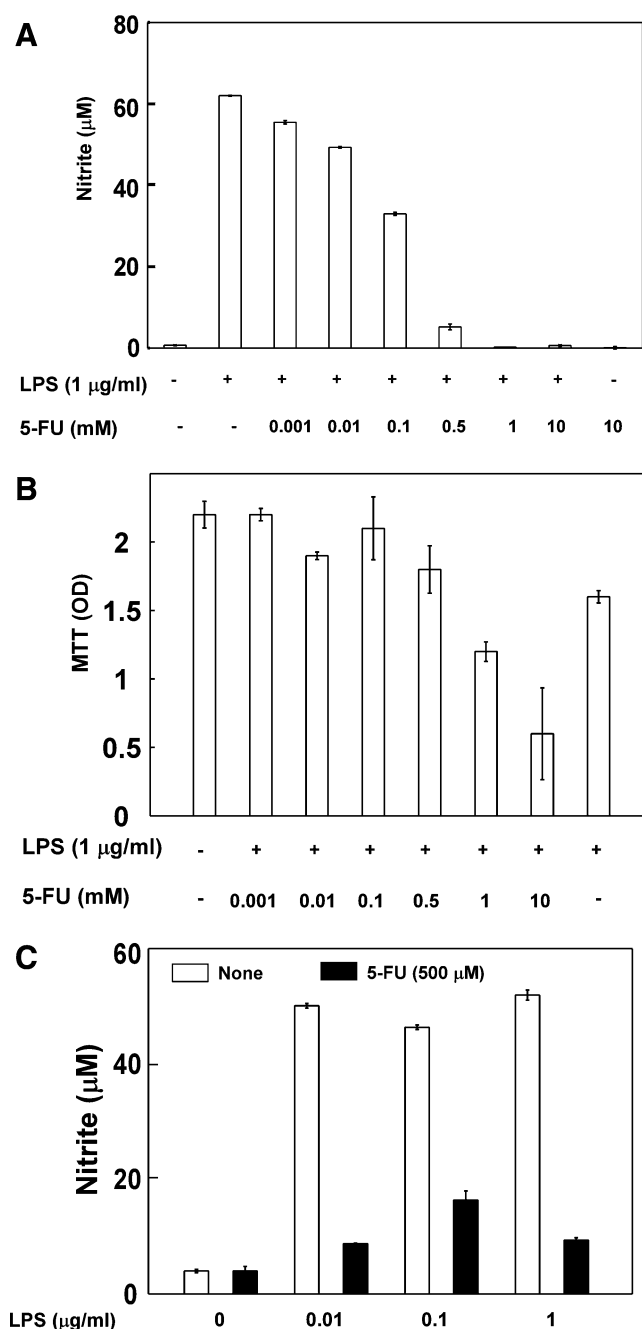 A
Nitrite (μM)
80
60
40
20
0
LPS (1 μg/ml) - + + + + + + + -
5-FU (mM) - - 0.001 0.01 0.1 0.5 1 10 10
B
MTT (OD)
2
1.5
1
0.5
0
LPS (1 μg/ml) - + + + + + + +
5-FU (mM) - 0.001 0.01 0.1 0.5 1 10 -
C
Nitrite (μM)
60
None 5-FU (500 μM)
40
20
0
LPS (μg/ml) 0 0.01 0.1 1